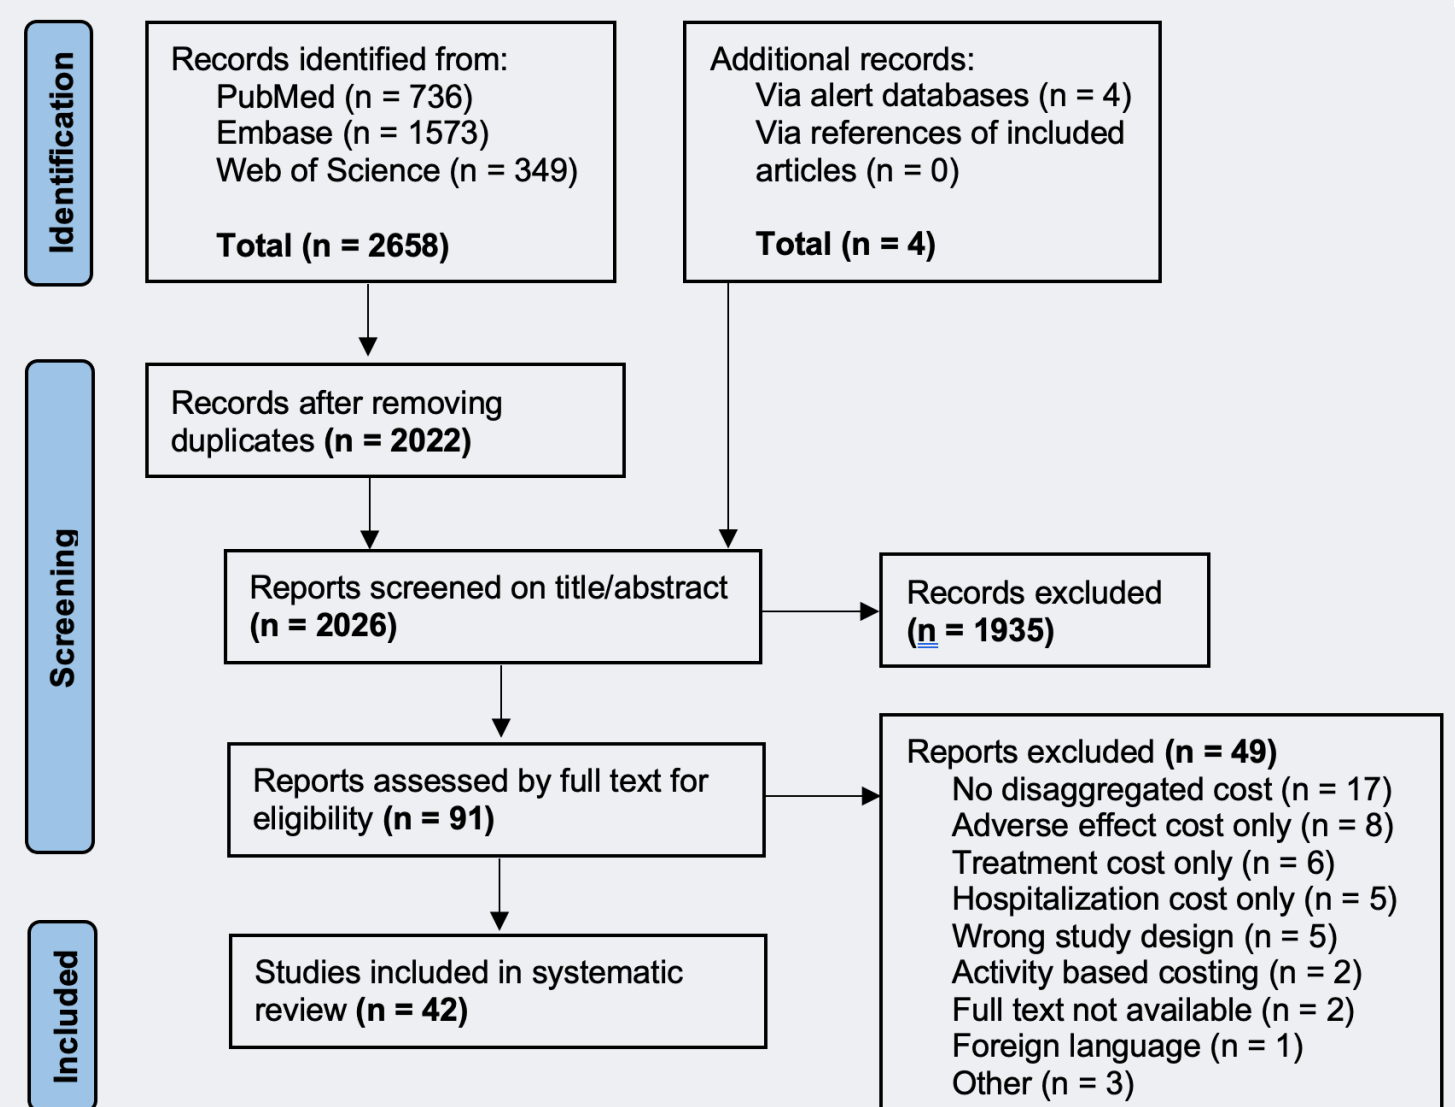 Identification
Records identified from:
PubMed (n = 736)
Embase (n = 1573)
Web of Science (n = 349)
Total (n = 2658)
Additional records:
Via alert databases (n = 4)
Via references of included
articles (n = 0)
Total (n = 4)
Screening
Records after removing
duplicates (n = 2022)
Reports screened on title/abstract
(n = 2026)
Records excluded
(n = 1935)
Reports assessed by full text for
eligibility (n = 91)
Reports excluded (n = 49)
No disaggregated cost (n = 17)
Adverse effect cost only (n = 8)
Treatment cost only (n = 6)
Hospitalization cost only (n = 5)
Wrong study design (n = 5)
Activity based costing (n = 2)
Full text not available (n = 2)
Foreign language (n = 1)
Other (n = 3)
Included
Studies included in systematic
review (n = 42)